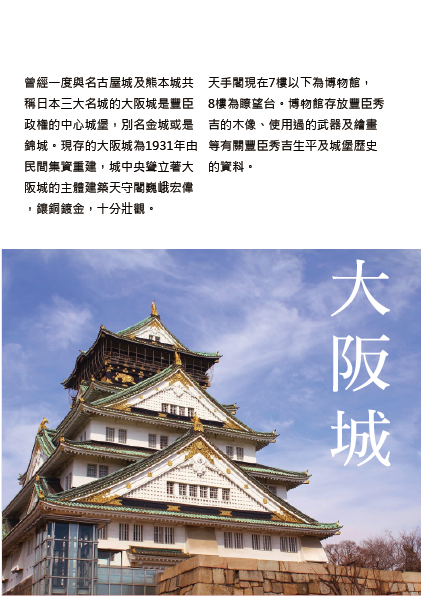 曾經一度與名古屋城及熊本城共
稱日本三大名城的大阪城是豐臣
政權的中心城堡，別名金城或是
錦城。現存的大阪城為1931年由
民間集資重建，城中央聳立著大
阪城的主體建築天守閣巍峨宏偉
，鑲銅鍍金，十分壯觀。
天手閣現在7樓以下為博物館，
8樓為瞭望台。博物館存放豐臣秀
吉的木像、使用過的武器及繪畫
等有關豐臣秀吉生平及城堡歷史
的資料。
大阪城